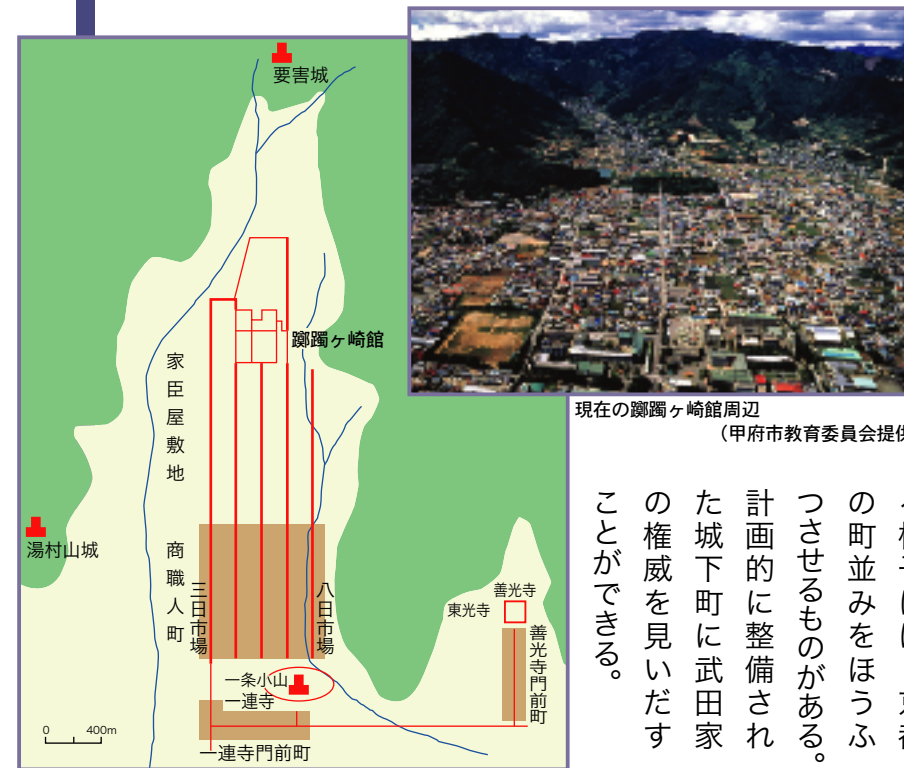 要害城
躑躅ヶ崎館
家臣屋敷地
湯村山城
商職人町
三日市場
八日市場
善光寺
東光寺
善光寺門前町
一条小山
一連寺
一連寺門前町
0 400m
現在の躑躅ヶ崎館周辺
（甲府市教育委員会提供
の町並みをほうふ
つさせるものがある。
計画的に整備され
た城下町に武田家
の権威を見いだす
ことができる。